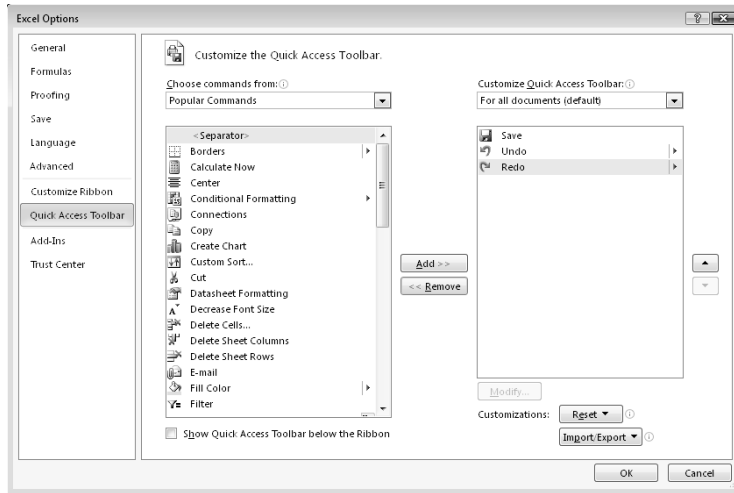 Excel Options
General
Formulas
Proofing
Save
Language
Advanced
Customize Ribbon
Quick Access Toolbar
Add-Ins
Trust Center
Customize the Quick Access Toolbar.
Choose commands from:
Popular Commands
<Separator>
Borders
Calculate Now
Center
Conditional Formatting
Connections
Copy
Create Chart
Custom Sort...
Cut
Datasheet Formatting
Decrease Font Size
Delete Cells...
Delete Sheet Columns
Delete Sheet Rows
E-mail
Fill Color
Filter
Show Quick Access Toolbar below the Ribbon
Add >>
<< Remove
Customize Quick Access Toolbar:
For all documents (default)
Save
Undo
Redo
Modify...
Customizations: Reset
Import/Export
OK Cancel